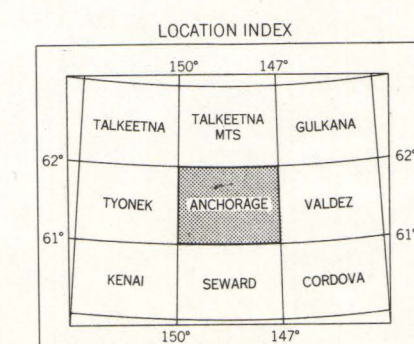 LOCATION INDEX
150° 147°
TALKEETNA TALKEETNA MTS GULKANA
62° 62°
TYONEK ANCHORAGE VALDEZ
61° 61°
KENAI SEWARD CORDOVA
150° 147°